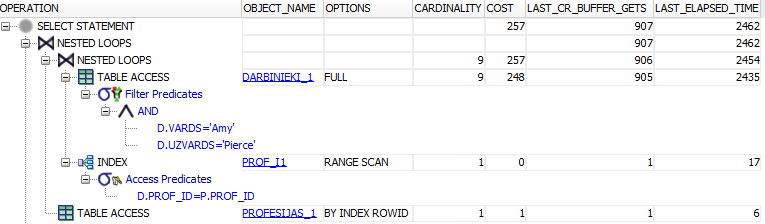 OPERATION OBJECT_NAME OPTIONS CARDINALITY COST LAST_CR_BUFFER_GETS LAST_ELAPSED_TIME
SELECT STATEMENT 257 907 2462
NESTED LOOPS 907 2462
NESTED LOOPS 9 257 906 2454
TABLE ACCESS DARBINIEKI_1 FULL 9 248 905 2435
Filter Predicates
AND
D.VARDS='Amy'
D.UZVARDS='Pierce'
INDEX PROF_I1 RANGE SCAN 1 0 1 17
Access Predicates
D.PROF_ID=P.PROF_ID
TABLE ACCESS PROFESIJAS_1 BY INDEX ROWID 1 1 1 6